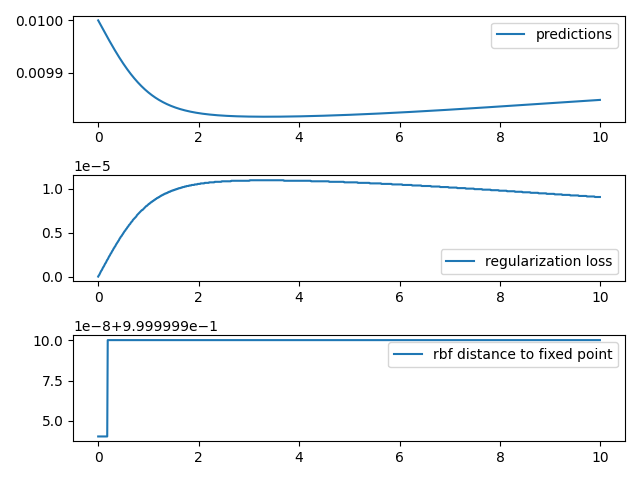 0.0100
0.0099
predictions
0 2 4 6 8 10
1e−5
1.0
0.5
0.0
regularization loss
0 2 4 6 8 10
1e−8+9.999999e−1
10.0
7.5
5.0
rbf distance to fixed point
0 2 4 6 8 10